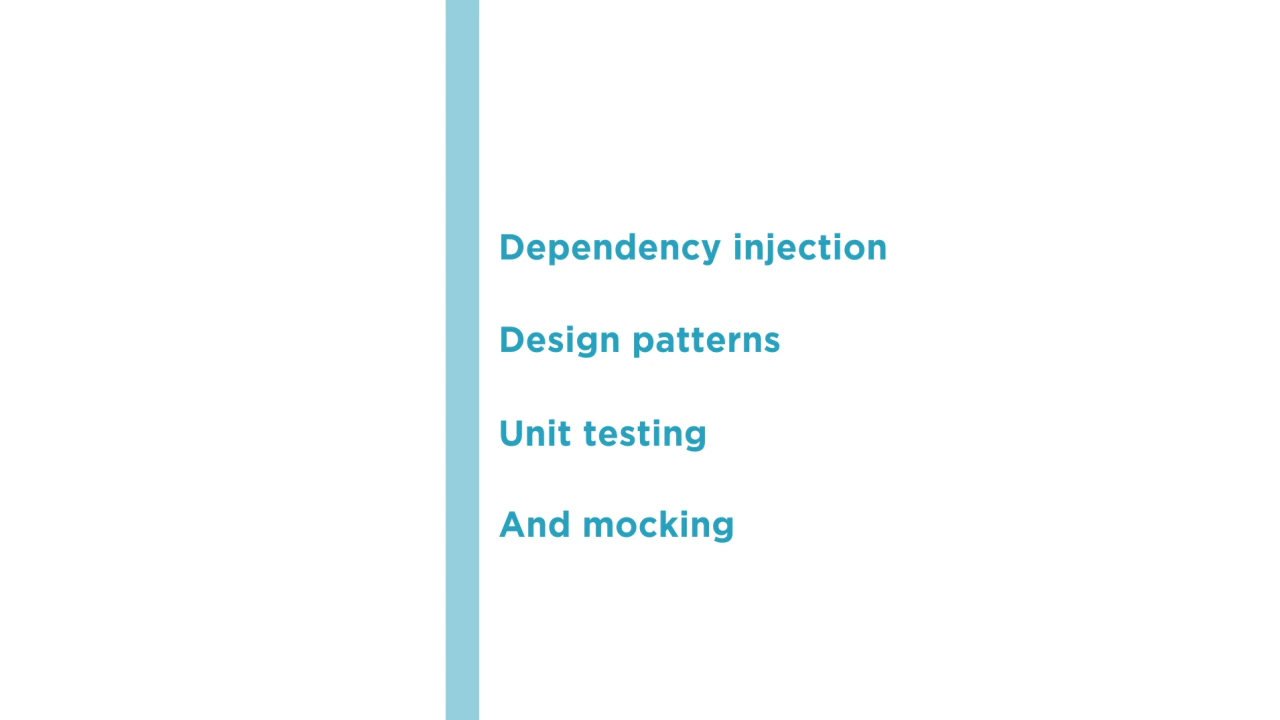 Dependency injection
Design patterns
Unit testing
And mocking